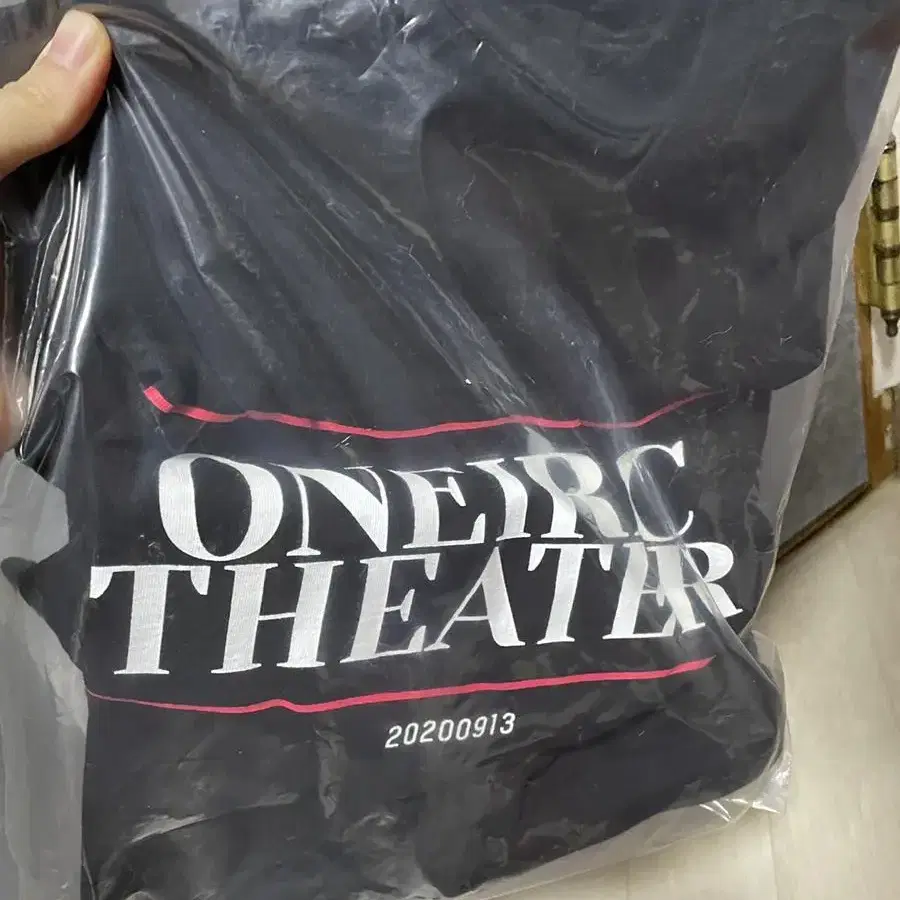 ONEIRC
THEATER
20200913